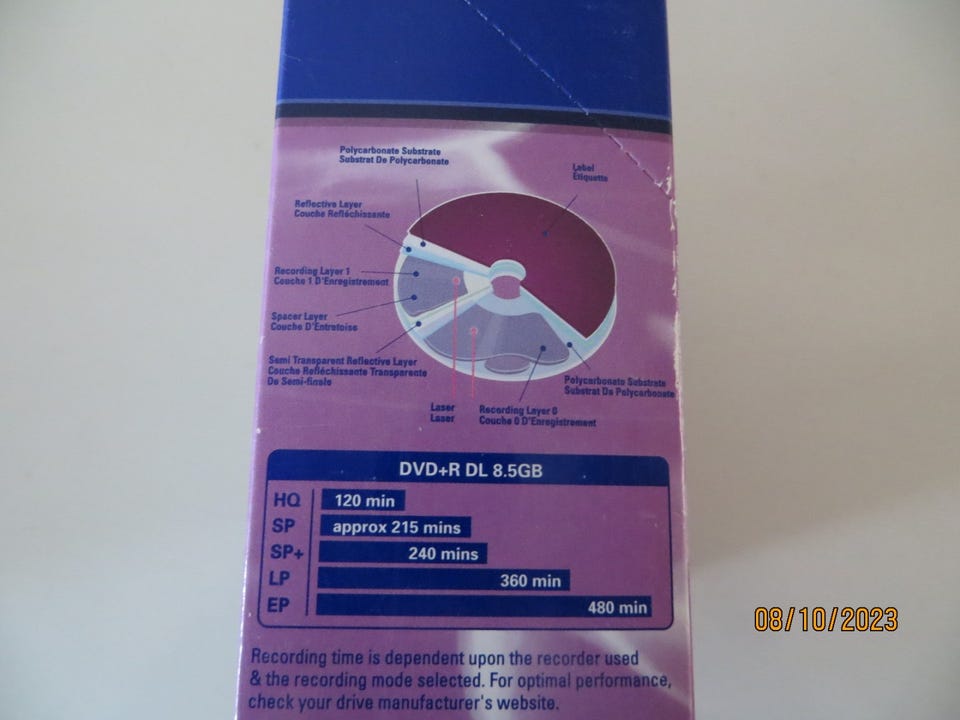 Polycarbonate Substrate
Substrat De Polycarbonate
Label
Étiquette
Reflective Layer
Couche Refléchissante
Recording Layer 1
Couche 1 D'Enregistrement
Spacer Layer
Couche D'Entretoise
Semi Transparent Reflective Layer
Couche Refléchissante Transparente
De Semi-finale
Polycarbonate Substrate
Substrat De Polycarbonate
Laser
Laser
Recording Layer 0
Couche 0 D'Enregistrement
DVD+R DL 8.5GB
HQ 120 min
SP approx 215 mins
SP+ 240 mins
LP 360 min
EP 480 min
Recording time is dependent upon the recorder used
& the recording mode selected. For optimal performance,
check your drive manufacturer's website.
08/10/2023